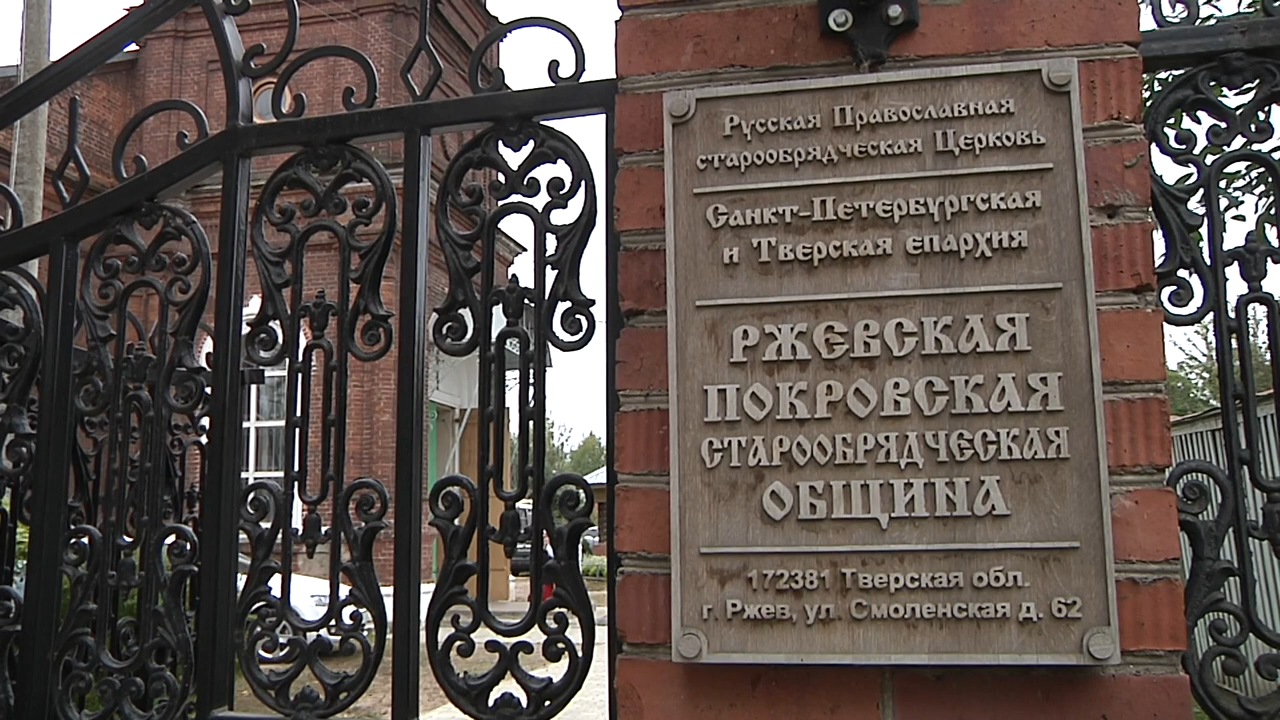 Русская Православная
старообрядческая Церковь
Санкт-Петербургская
и Тверская епархия
РЖЕВСКАЯ
ПОКРОВСКАЯ
СТАРООБРЯДЧЕСКАЯ
ОБЩИНА
172381 Тверская обл.
г. Ржев, ул. Смоленская д. 62